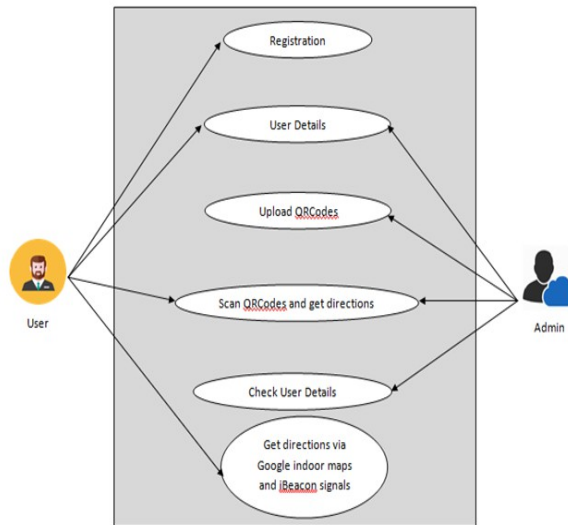 Registration
User Details
Upload QRCodes
User
Scan QRCodes and get directions
Admin
Check User Details
Get directions via
Google indoor maps
and iBeacon signals